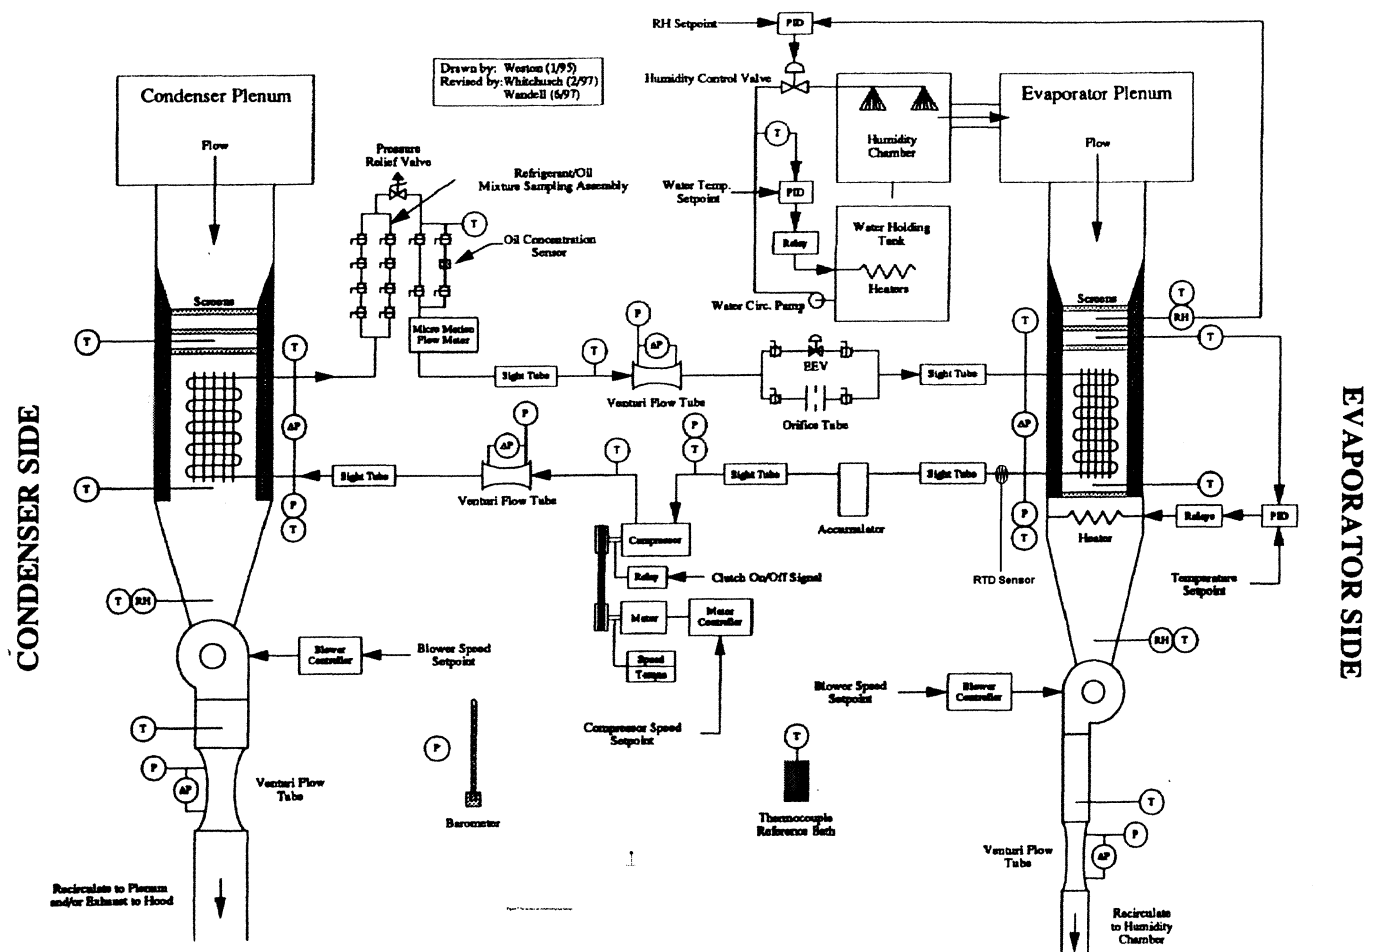 RH Setpoint
PID
Drawn by: Weston (1/95)
Revised by: Whitchurch (2/97)
Wandell (6/97)
Humidity Control Valve
Condenser Plenum
Flow
Evaporator Plenum
Flow
Humidity
Chamber
T
Pressure
Relief Valve
Refrigerant/Oil
Mixture Sampling Assembly
Water Temp.
Setpoint
PID
T
Oil Concentration
Sensor
Relay
Water Holding
Tank
Heaters
Water Circ. Pump
Screens
Screens
T
RH
T
T
P
ΔP
Micro Motion
Flow Meter
T
T
T
EEV
Sight Tube
Venturi Flow Tube
Orifice Tube
Sight Tube
CONDENSER SIDE
EVAPORATOR SIDE
ΔP
P
ΔP
P
T
T
ΔP
Sight Tube
Venturi Flow Tube
Sight Tube
Accumulator
Sight Tube
T
T
P
T
P
T
Compressor
Heater
Relays
PID
Relay
Clutch On/Off Signal
RTD Sensor
Temperature
Setpoint
T
RH
Motor
Motor
Controller
Speed
Torque
RH
T
Blower
Controller
Blower Speed
Setpoint
Blower Speed
Setpoint
Blower
Controller
Compressor Speed
Setpoint
T
P
T
P
ΔP
Venturi Flow
Tube
Barometer
Thermocouple
Reference Bath
T
P
ΔP
Venturi Flow
Tube
Recirculate to Plenum
and/or Exhaust to Hood
Recirculate
to Humidity
Chamber